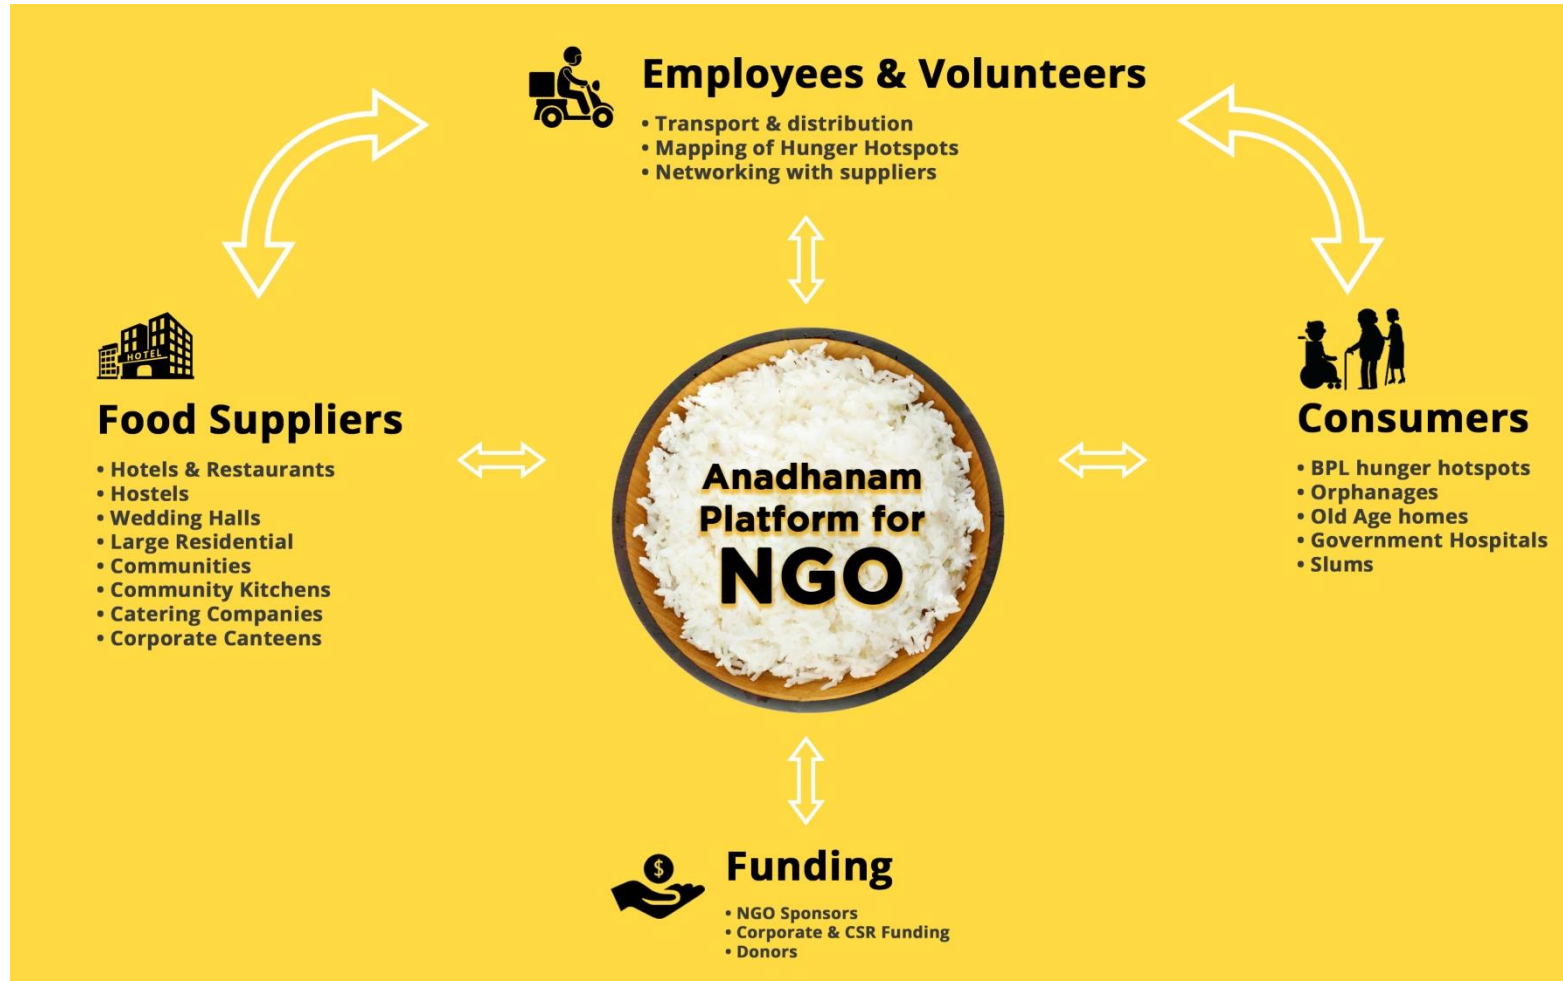 Employees & Volunteers
• Transport & distribution
• Mapping of Hunger Hotspots
• Networking with suppliers
HOTEL
Food Suppliers
• Hotels & Restaurants
• Hostels
• Wedding Halls
• Large Residential
• Communities
• Community Kitchens
• Catering Companies
• Corporate Canteens
Anadhanam
Platform for
NGO
Consumers
• BPL hunger hotspots
• Orphanages
• Old Age homes
• Government Hospitals
• Slums
$
Funding
• NGO Sponsors
• Corporate & CSR Funding
• Donors